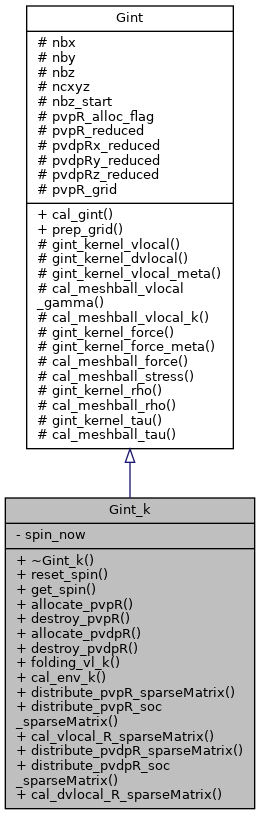 Gint
# nbx
# nby
# nbz
# ncxyz
# nbz_start
# pvpR_alloc_flag
# pvpR_reduced
# pvdpRx_reduced
# pvdpRy_reduced
# pvdpRz_reduced
# pvpR_grid
+ cal_gint()
+ prep_grid()
# gint_kernel_vlocal()
# gint_kernel_dvlocal()
# gint_kernel_vlocal_meta()
# cal_meshball_vlocal
_gamma()
# cal_meshball_vlocal_k()
# gint_kernel_force()
# gint_kernel_force_meta()
# cal_meshball_force()
# cal_meshball_stress()
# gint_kernel_rho()
# cal_meshball_rho()
# gint_kernel_tau()
# cal_meshball_tau()
Gint_k
- spin_now
+ ~Gint_k()
+ reset_spin()
+ get_spin()
+ allocate_pvpR()
+ destroy_pvpR()
+ allocate_pvdpR()
+ destroy_pvdpR()
+ folding_vl_k()
+ cal_env_k()
+ distribute_pvpR_sparseMatrix()
+ distribute_pvpR_soc
_sparseMatrix()
+ cal_vlocal_R_sparseMatrix()
+ distribute_pvdpR_sparseMatrix()
+ distribute_pvdpR_soc
_sparseMatrix()
+ cal_dvlocal_R_sparseMatrix()